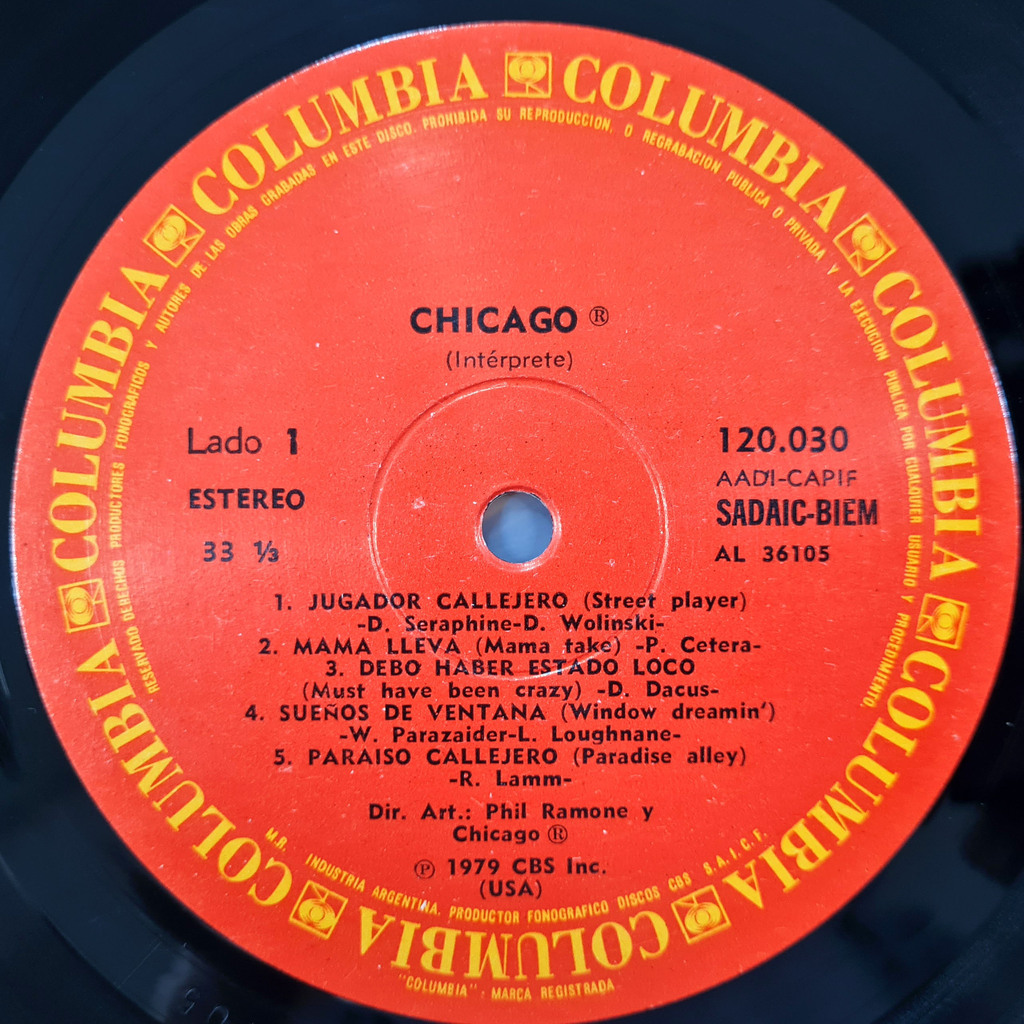 COLUMBIA COLUMBIA COLUMBIA COLUMBIA COLUMBIA COLUMBIA COLUMBIA COLUMBIA
RESERVADO DERECHOS PRODUCTORES FONOGRAFICOS Y AUTORES DE LAS OBRAS GRABADAS EN ESTE DISCO. PROHIBIDA SU REPRODUCCION, O REGRABACION PUBLICA O PRIVADA Y LA EJECUCION PUBLICA POR CUALQUIER USUARIO Y PROCEDIMIENTO.
CHICAGO ®
(Intérprete)
Lado 1
ESTEREO
33 ⅓
120.030
AADI-CAPIF
SADAIC-BIEM
AL 36105
1. JUGADOR CALLEJERO (Street player)
-D. Seraphine-D. Wolinski-
2. MAMA LLEVA (Mama take) -P. Cetera-
3. DEBO HABER ESTADO LOCO
(Must have been crazy) -D. Dacus-
4. SUEÑOS DE VENTANA (Window dreamin')
-W. Parazaider-L. Loughnane-
5. PARAISO CALLEJERO (Paradise alley)
-R. Lamm-
Dir. Art.: Phil Ramone y
Chicago ®
℗ 1979 CBS Inc.
(USA)
M.R. INDUSTRIA ARGENTINA. PRODUCTOR FONOGRAFICO DISCOS CBS S.A.I.C.F.
"COLUMBIA" - MARCA REGISTRADA